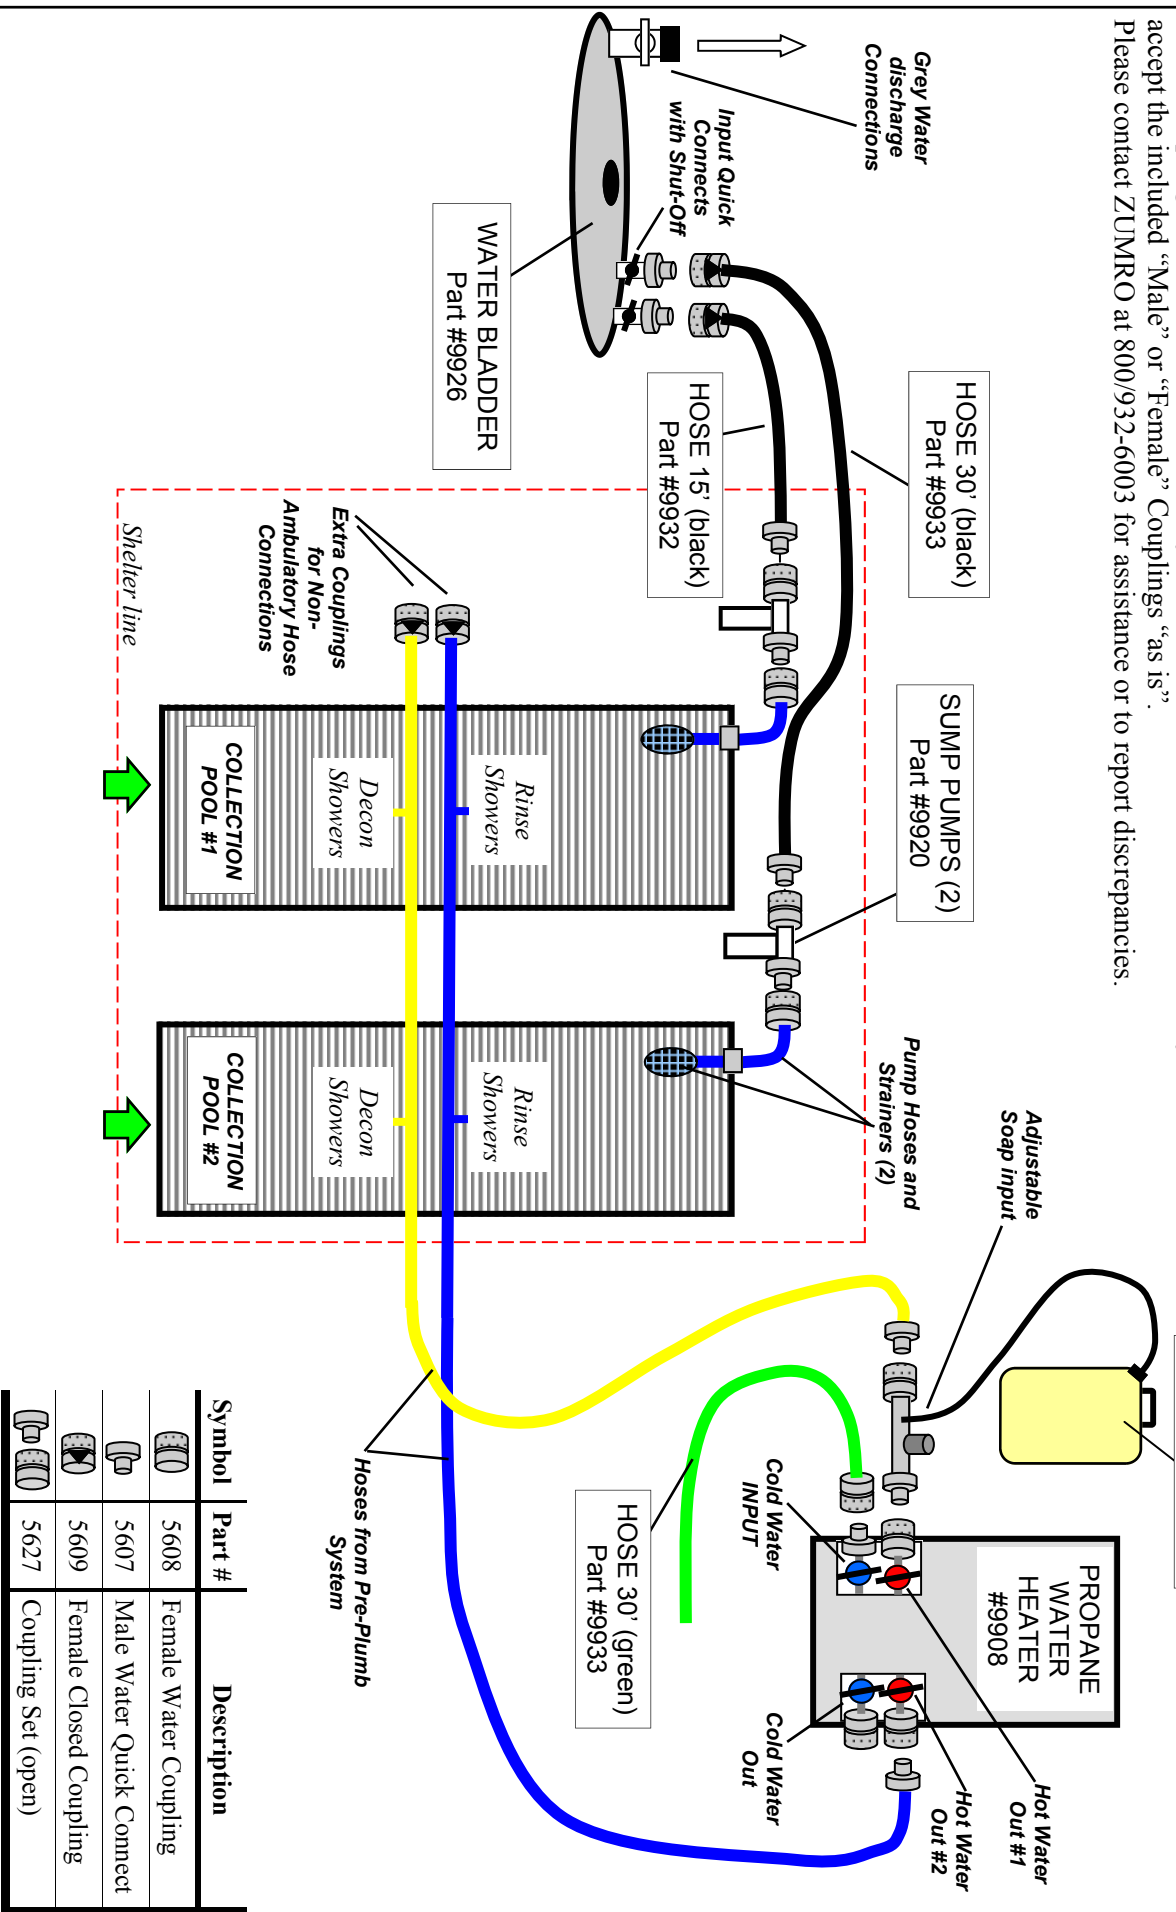 accept the included “Male” or “Female” Couplings “as is”.
Please contact ZUMRO at 800/932-6003 for assistance or to report discrepancies.
Grey Water
discharge
Connections
Input Quick
Connects
with Shut-Off
WATER BLADDER
Part #9926
HOSE 30’ (black)
Part #9933
HOSE 15’ (black)
Part #9932
SUMP PUMPS (2)
Part #9920
Pump Hoses and
Strainers (2)
Adjustable
Soap input
PROPANE
WATER
HEATER
#9908
Hot Water
Out #1
Hot Water
Out #2
Cold Water
INPUT
Cold Water
Out
HOSE 30’ (green)
Part #9933
Hoses from Pre-Plumb
System
Extra Couplings
for Non-
Ambulatory Hose
Connections
Shelter line
Rinse
Showers
Decon
Showers
COLLECTION
POOL #1
Rinse
Showers
Decon
Showers
COLLECTION
POOL #2
Symbol Part # Description
5608 Female Water Coupling
5607 Male Water Quick Connect
5609 Female Closed Coupling
5627 Coupling Set (open)